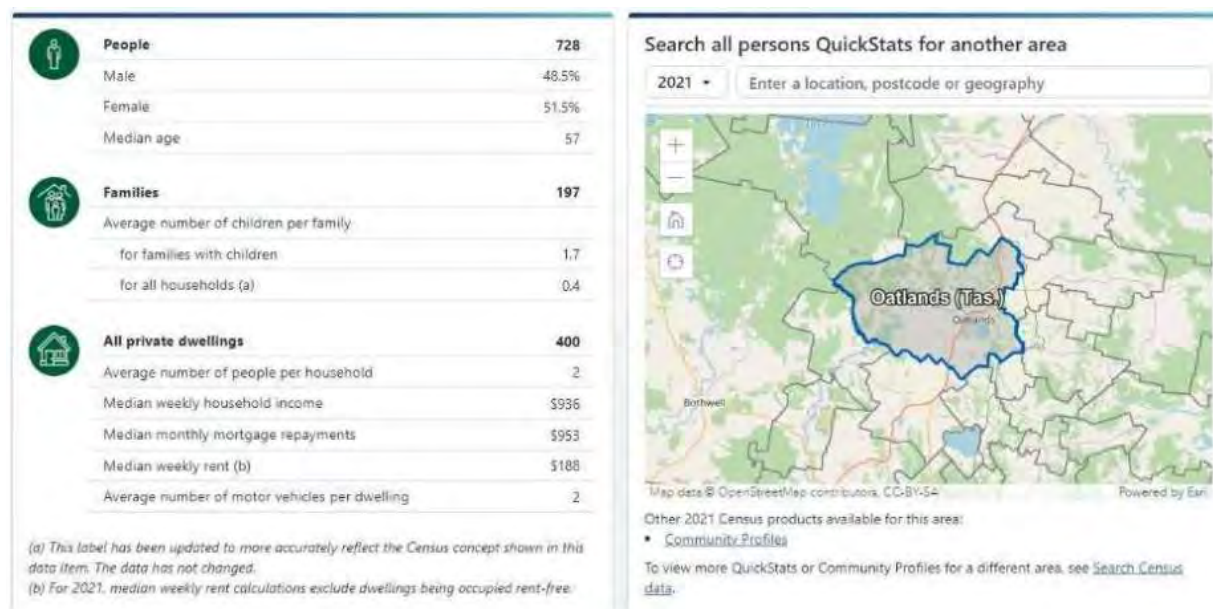 People 728
Male 48.5%
Female 51.5%
Median age 57
Families 197
Average number of children per family
for families with children 1.7
for all households (a) 0.4
All private dwellings 400
Average number of people per household 2
Median weekly household income $936
Median monthly mortgage repayments $953
Median weekly rent (b) $188
Average number of motor vehicles per dwelling 2
(a) This label has been updated to more accurately reflect the Census concept shown in this
data item. The data has not changed.
(b) For 2021, median weekly rent calculations exclude dwellings being occupied rent-free.
Search all persons QuickStats for another area
2021 Enter a location, postcode or geography
+
−
Oatlands (Tas.)
Oatlands
Bothwell
Map data © OpenStreetMap contributors, CC-BY-SA Powered by Esri
Other 2021 Census products available for this area:
• Community Profiles
To view more QuickStats or Community Profiles for a different area, see Search Census
data.